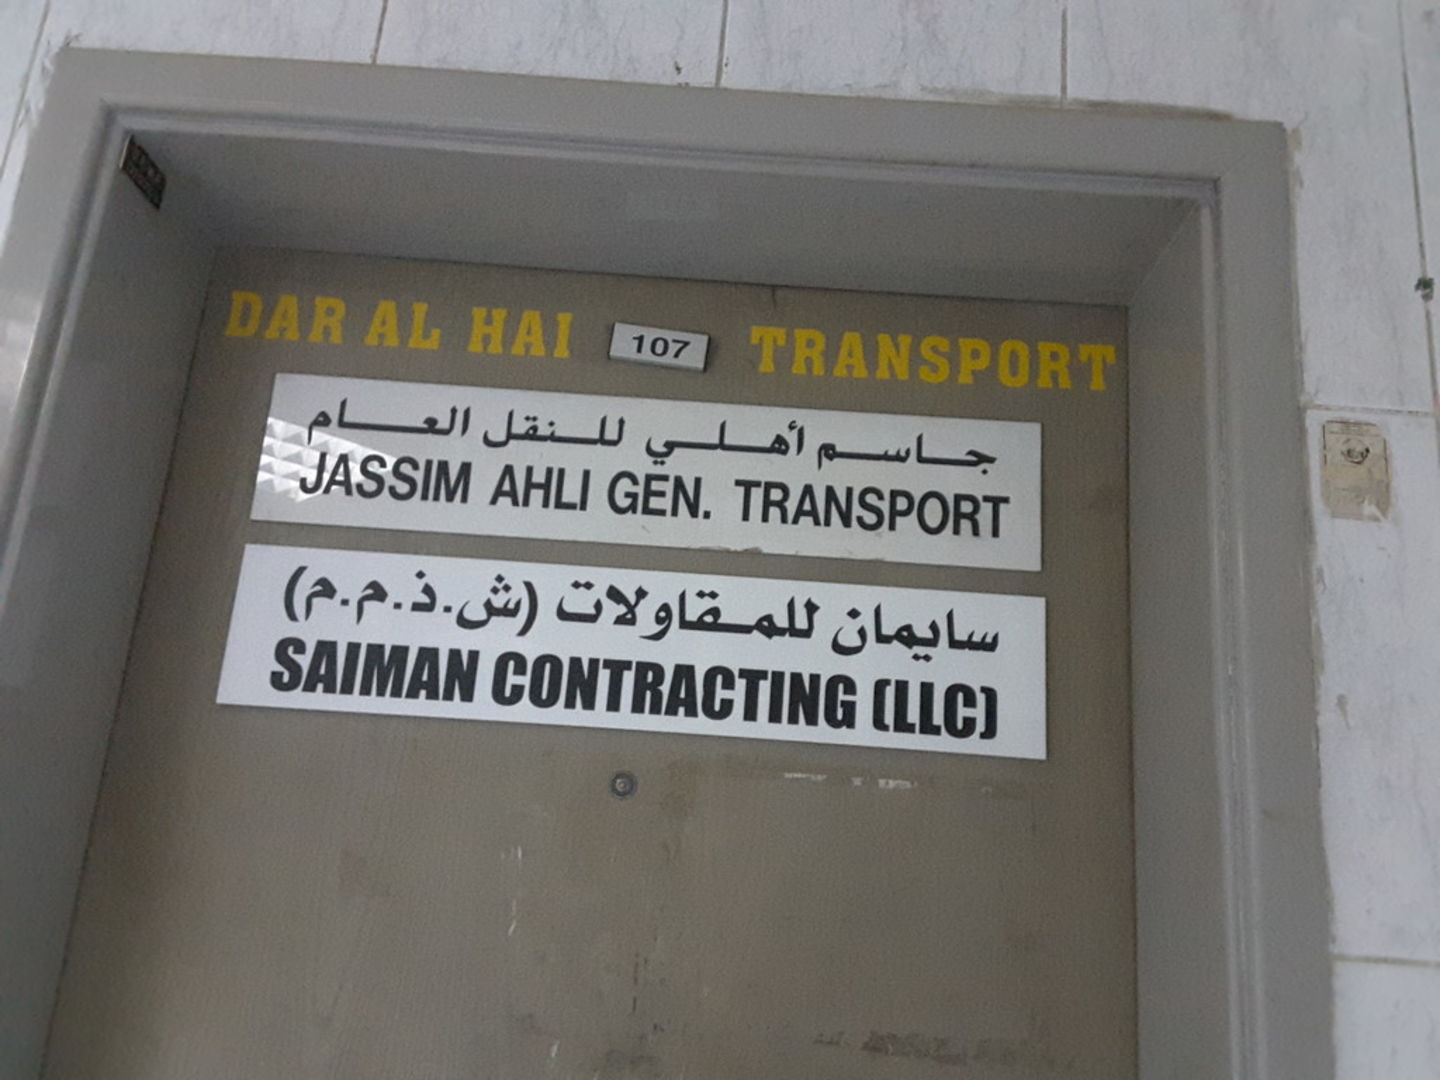 DAR AL HAI 107 TRANSPORT
جاسم أهلي للنقل العام
JASSIM AHLI GEN. TRANSPORT
سايمان للمقاولات (ش.ذ.م.م)
SAIMAN CONTRACTING (LLC)